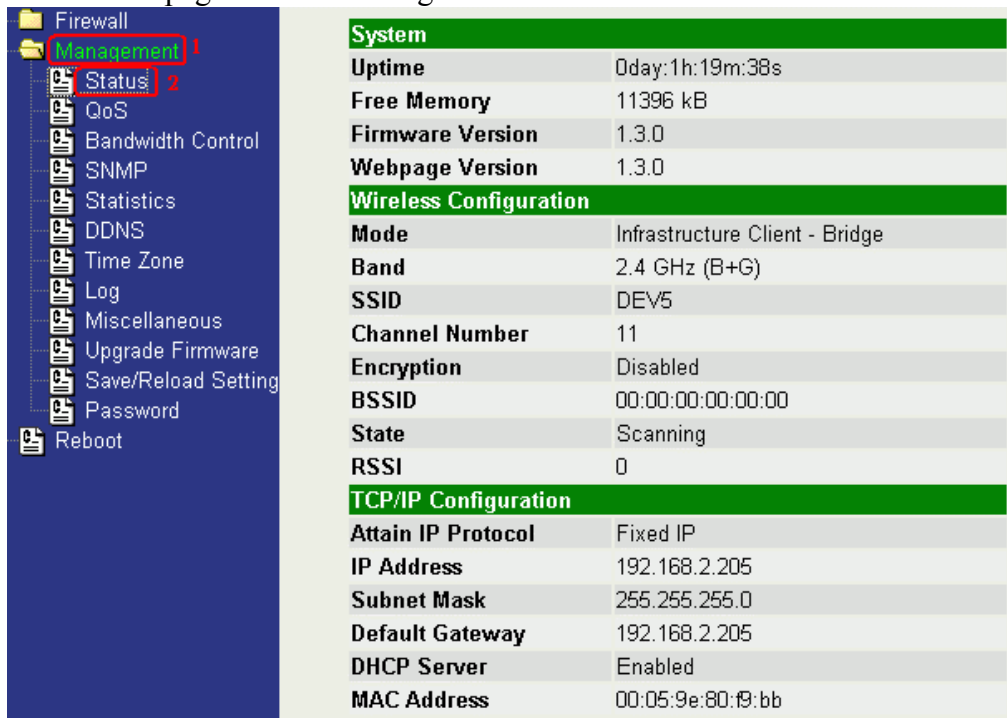 Firewall
Management 1
Status 2
QoS
Bandwidth Control
SNMP
Statistics
DDNS
Time Zone
Log
Miscellaneous
Upgrade Firmware
Save/Reload Setting
Password
Reboot
System
Uptime 0day:1h:19m:38s
Free Memory 11396 kB
Firmware Version 1.3.0
Webpage Version 1.3.0
Wireless Configuration
Mode Infrastructure Client - Bridge
Band 2.4 GHz (B+G)
SSID DEV5
Channel Number 11
Encryption Disabled
BSSID 00:00:00:00:00:00
State Scanning
RSSI 0
TCP/IP Configuration
Attain IP Protocol Fixed IP
IP Address 192.168.2.205
Subnet Mask 255.255.255.0
Default Gateway 192.168.2.205
DHCP Server Enabled
MAC Address 00:05:9e:80:f9:bb